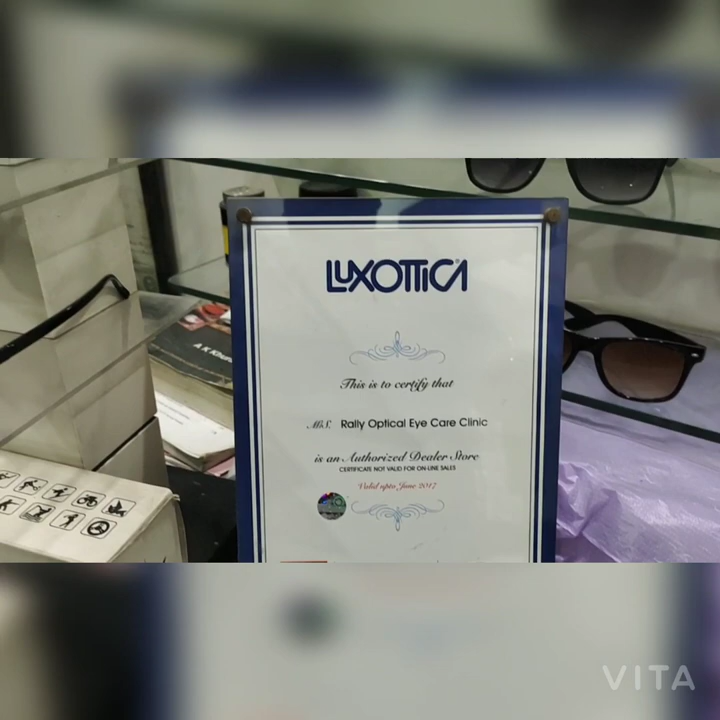 LUXOTTICA
This is to certify that
M/S. Rally Optical Eye Care Clinic
is an Authorized Dealer Store
CERTIFICATE NOT VALID FOR ON-LINE SALES
Valid upto June 2017
VITA